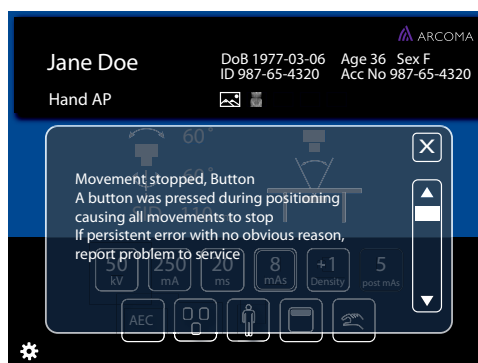 ARCOMA
Jane Doe
DoB 1977-03-06 Age 36 Sex F
ID 987-65-4320 Acc No 987-65-4320
Hand AP
X
60°
Movement stopped, Button
A button was pressed during positioning
causing all movements to stop
If persistent error with no obvious reason,
report problem to service
50 250 20 8 +1 5
kV mA ms mAs Density post mAs
AEC